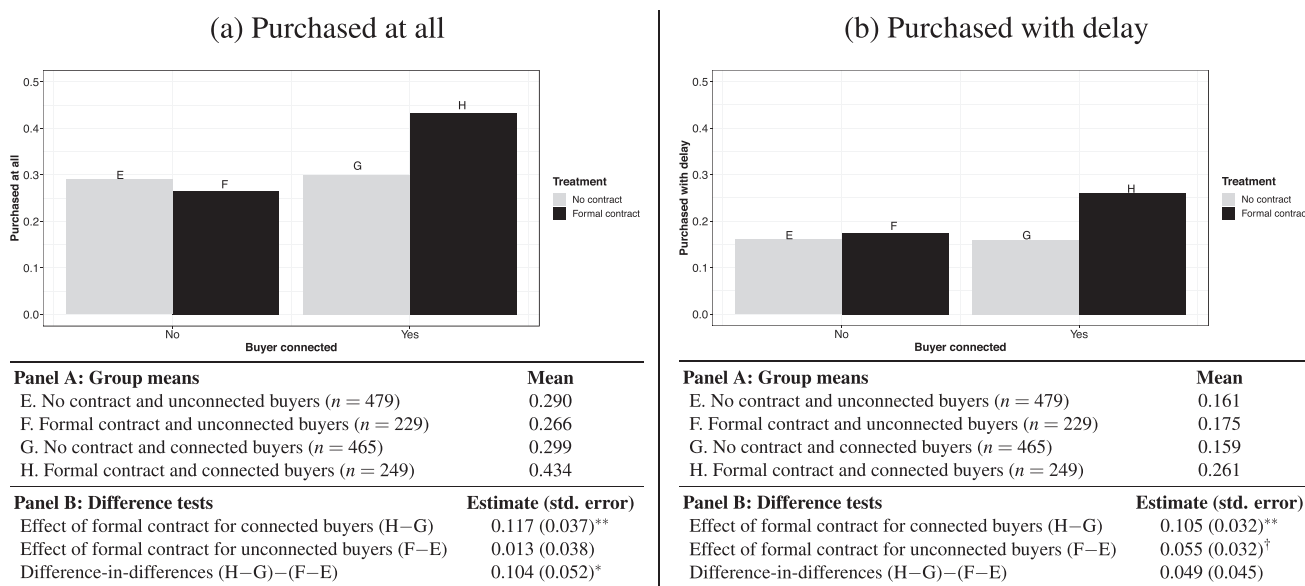 (a) Purchased at all
0.5
H
0.4
Purchased at all
G
0.3
E
F
Treatment
No contract
0.2
Formal contract
0.1
0.0
No
Yes
Buyer connected
Panel A: Group means Mean
E. No contract and unconnected buyers (n = 479) 0.290
F. Formal contract and unconnected buyers (n = 229) 0.266
G. No contract and connected buyers (n = 465) 0.299
H. Formal contract and connected buyers (n = 249) 0.434
Panel B: Difference tests Estimate (std. error)
Effect of formal contract for connected buyers (H−G) 0.117 (0.037)**
Effect of formal contract for unconnected buyers (F−E) 0.013 (0.038)
Difference-in-differences (H−G)−(F−E) 0.104 (0.052)*
(b) Purchased with delay
0.5
0.4
Purchased with delay
0.3
H
Treatment
No contract
0.2
Formal contrac
F
E
G
0.1
0.0
No
Yes
Buyer connected
Panel A: Group means Mean
E. No contract and unconnected buyers (n = 479) 0.161
F. Formal contract and unconnected buyers (n = 229) 0.175
G. No contract and connected buyers (n = 465) 0.159
H. Formal contract and connected buyers (n = 249) 0.261
Panel B: Difference tests Estimate (std. error)
Effect of formal contract for connected buyers (H−G) 0.105 (0.032)**
Effect of formal contract for unconnected buyers (F−E) 0.055 (0.032)†
Difference-in-differences (H−G)−(F−E) 0.049 (0.045)